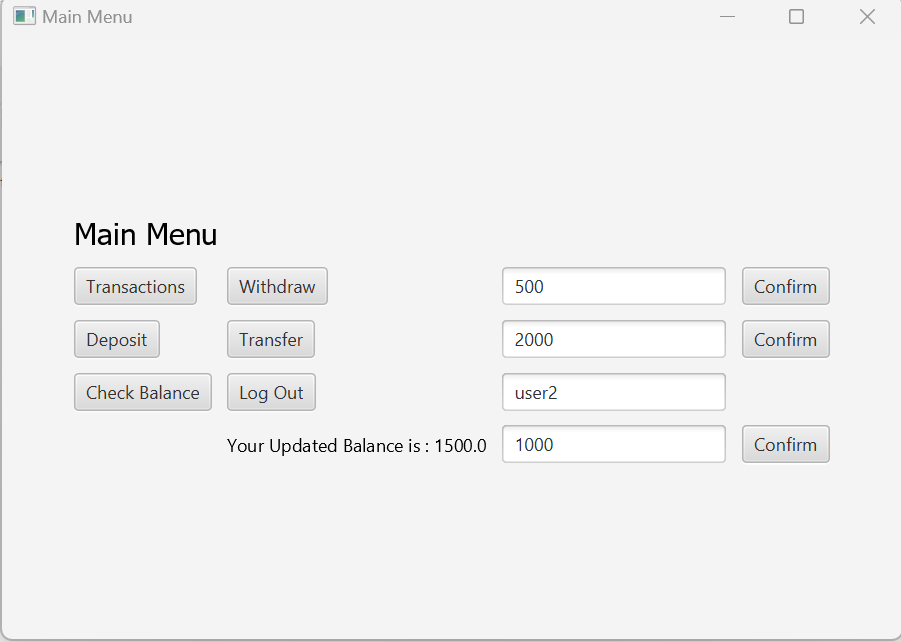 Main Menu
Main Menu
Transactions Withdraw 500 Confirm
Deposit Transfer 2000 Confirm
Check Balance Log Out user2
Your Updated Balance is : 1500.0 1000 Confirm